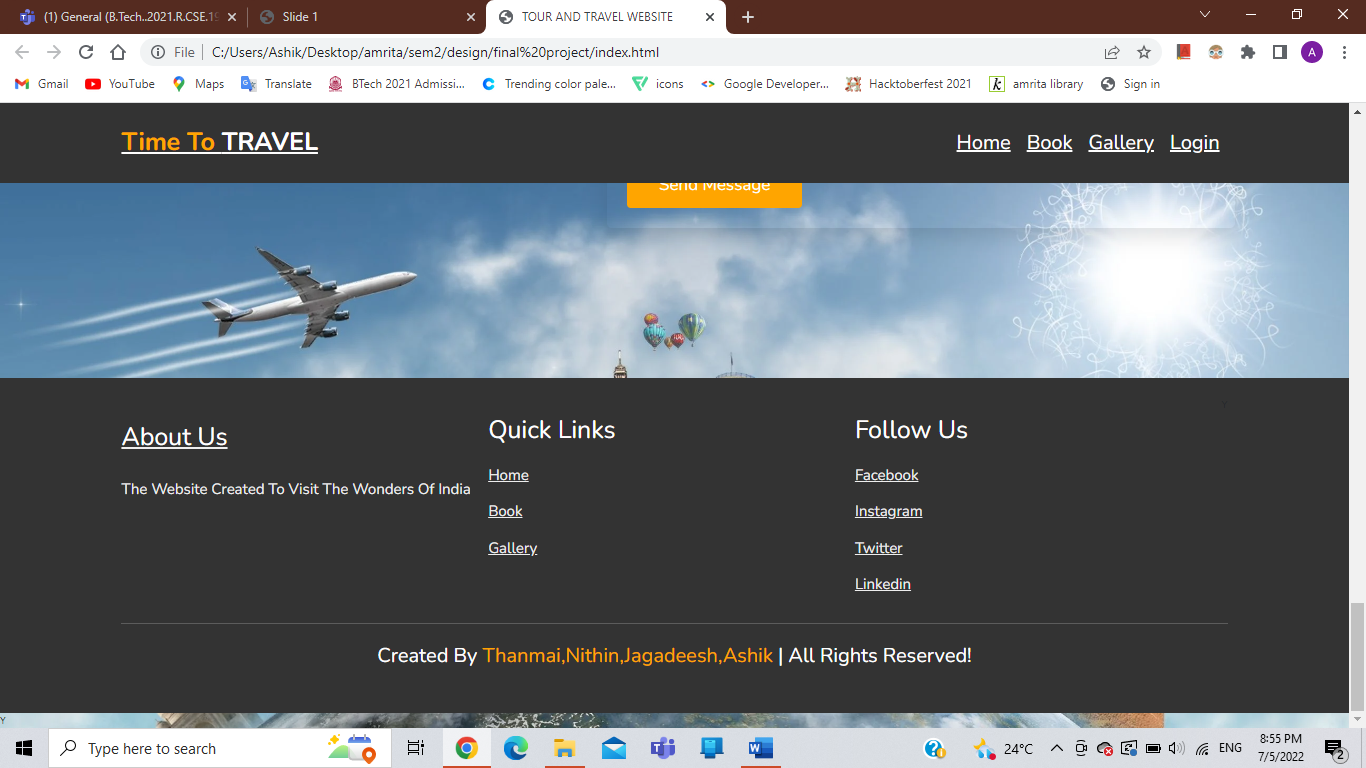 (1) General (B.Tech..2021.R.CSE.19
Slide 1
TOUR AND TRAVEL WEBSITE
File
C:/Users/Ashik/Desktop/amrita/sem2/design/final%20project/index.html
A
Gmail
YouTube
Maps
Translate
BTech 2021 Admissi...
Trending color pale...
icons
Google Developer...
Hacktoberfest 2021
amrita library
Sign in
Time To TRAVEL
Home
Book
Gallery
Login
Send Message
About Us
The Website Created To Visit The Wonders Of India
Quick Links
Home
Book
Gallery
Follow Us
Facebook
Instagram
Twitter
Linkedin
Created By Thanmai,Nithin,Jagadeesh,Ashik | All Rights Reserved!
Y
Type here to search
24°C
ENG
8:55 PM
7/5/2022
2